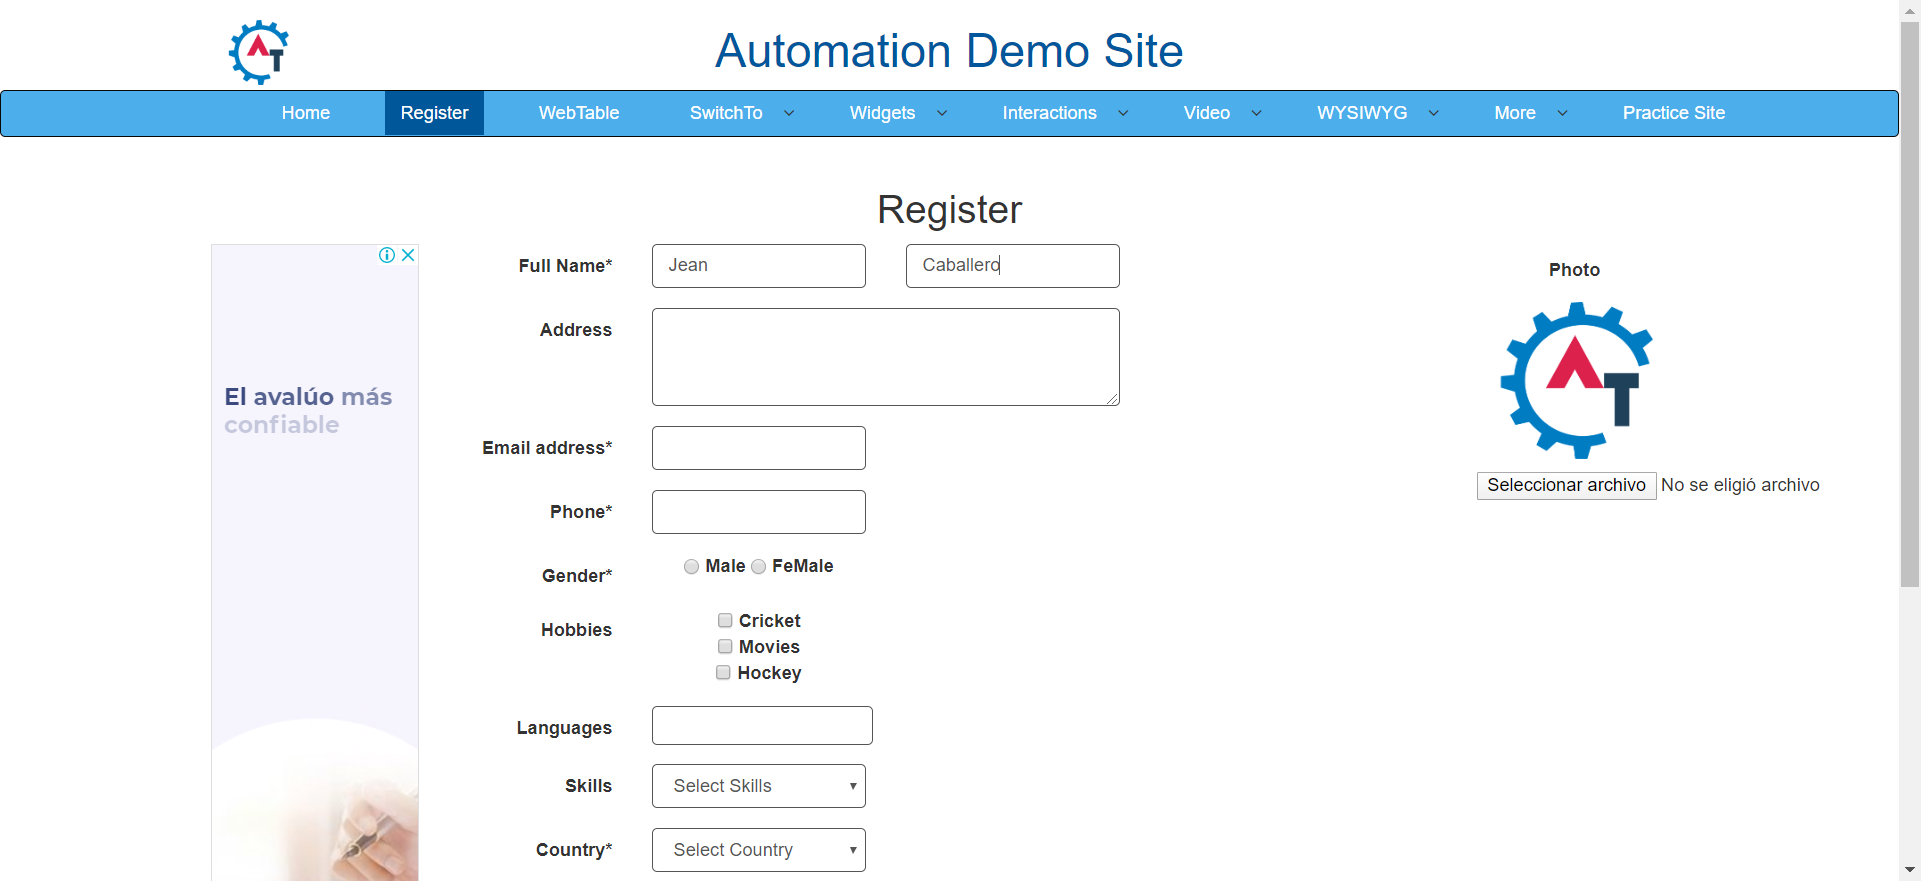 AT
Automation Demo Site
Home Register WebTable SwitchTo Widgets Interactions Video WYSIWYG More Practice Site
Register
El avalúo más
confiable
Full Name* Jean Caballero
Address
Email address*
Phone*
Gender* Male FeMale
Hobbies
Cricket
Movies
Hockey
Languages
Skills Select Skills
Country* Select Country
Photo
AT
Seleccionar archivo No se eligió archivo